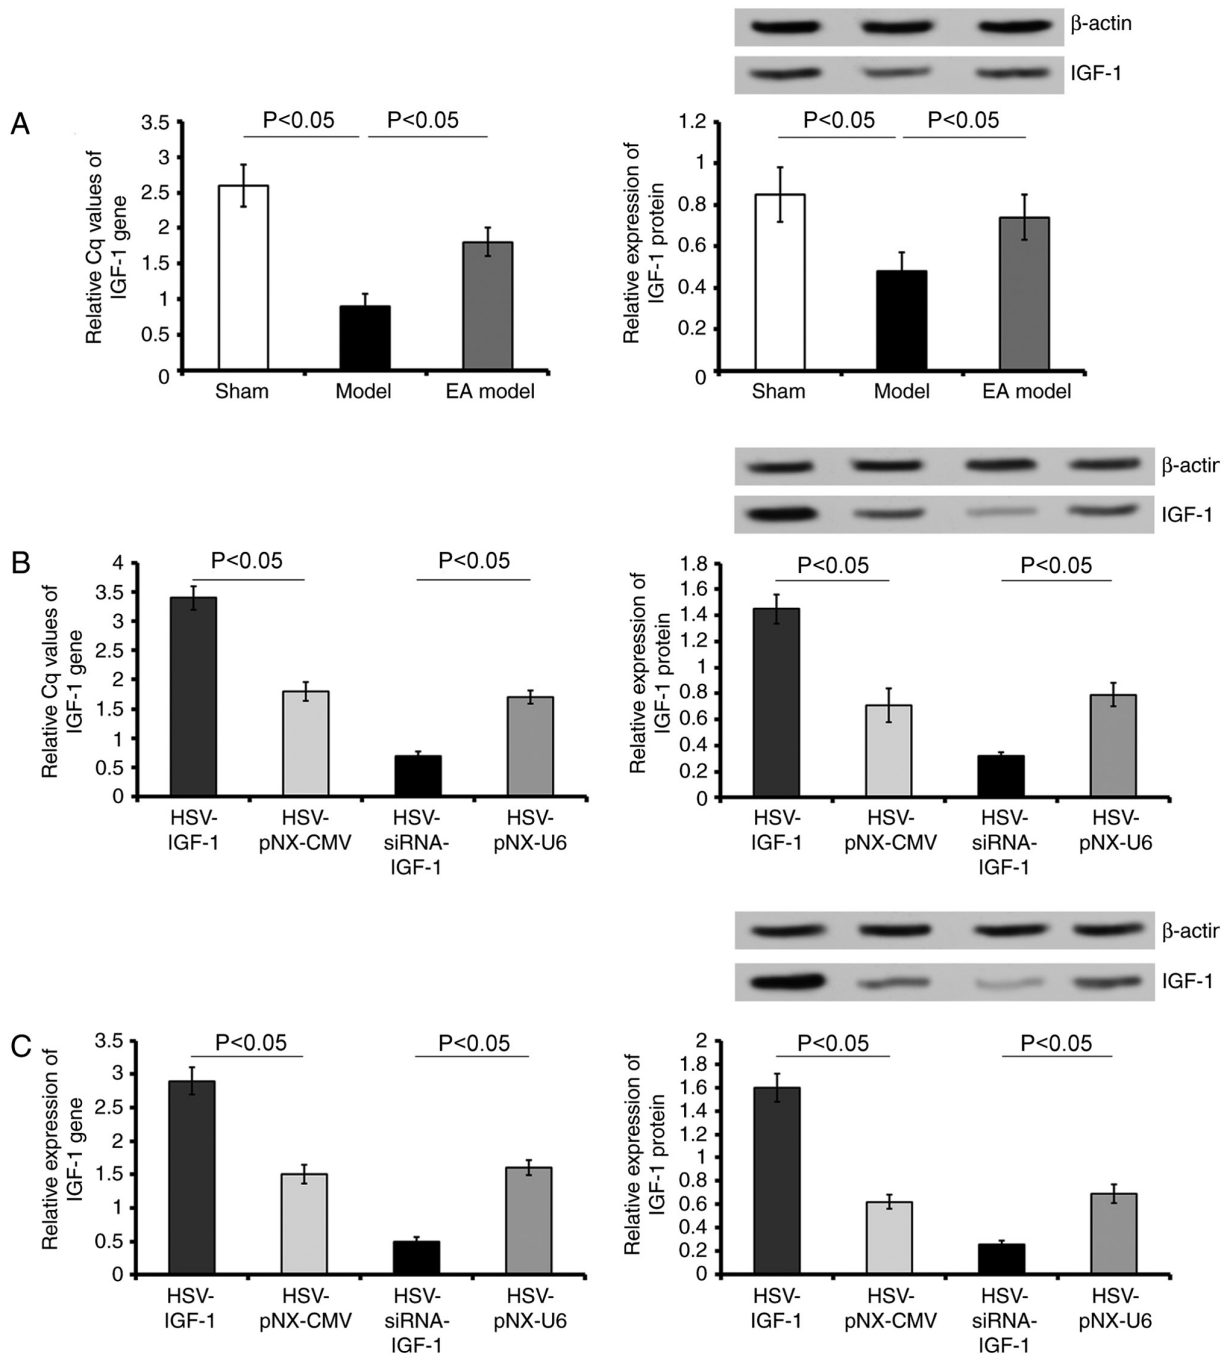 β-actin
IGF-1
A
P<0.05
P<0.05
Relative Cq values of
IGF-1 gene
3.5
3
2.5
2
1.5
1
0.5
0
Sham
Model
EA model
P<0.05
P<0.05
Relative expression of
IGF-1 protein
1.2
1
0.8
0.6
0.4
0.2
0
Sham
Model
EA model
β-actin
IGF-1
B
P<0.05
P<0.05
Relative Cq values of
IGF-1 gene
4
3.5
3
2.5
2
1.5
1
0.5
0
HSV-
IGF-1
HSV-
pNX-CMV
HSV-
siRNA-
IGF-1
HSV-
pNX-U6
P<0.05
P<0.05
Relative expression of
IGF-1 protein
1.8
1.6
1.4
1.2
1
0.8
0.6
0.4
0.2
0
HSV-
IGF-1
HSV-
pNX-CMV
HSV-
siRNA-
IGF-1
HSV-
pNX-U6
β-actin
IGF-1
C
P<0.05
P<0.05
Relative expression of
IGF-1 gene
3.5
3
2.5
2
1.5
1
0.5
0
HSV-
IGF-1
HSV-
pNX-CMV
HSV-
siRNA-
IGF-1
HSV-
pNX-U6
P<0.05
P<0.05
Relative expression of
IGF-1 protein
2
1.8
1.6
1.4
1.2
1
0.8
0.6
0.4
0.2
0
HSV-
IGF-1
HSV-
pNX-CMV
HSV-
siRNA-
IGF-1
HSV-
pNX-U6